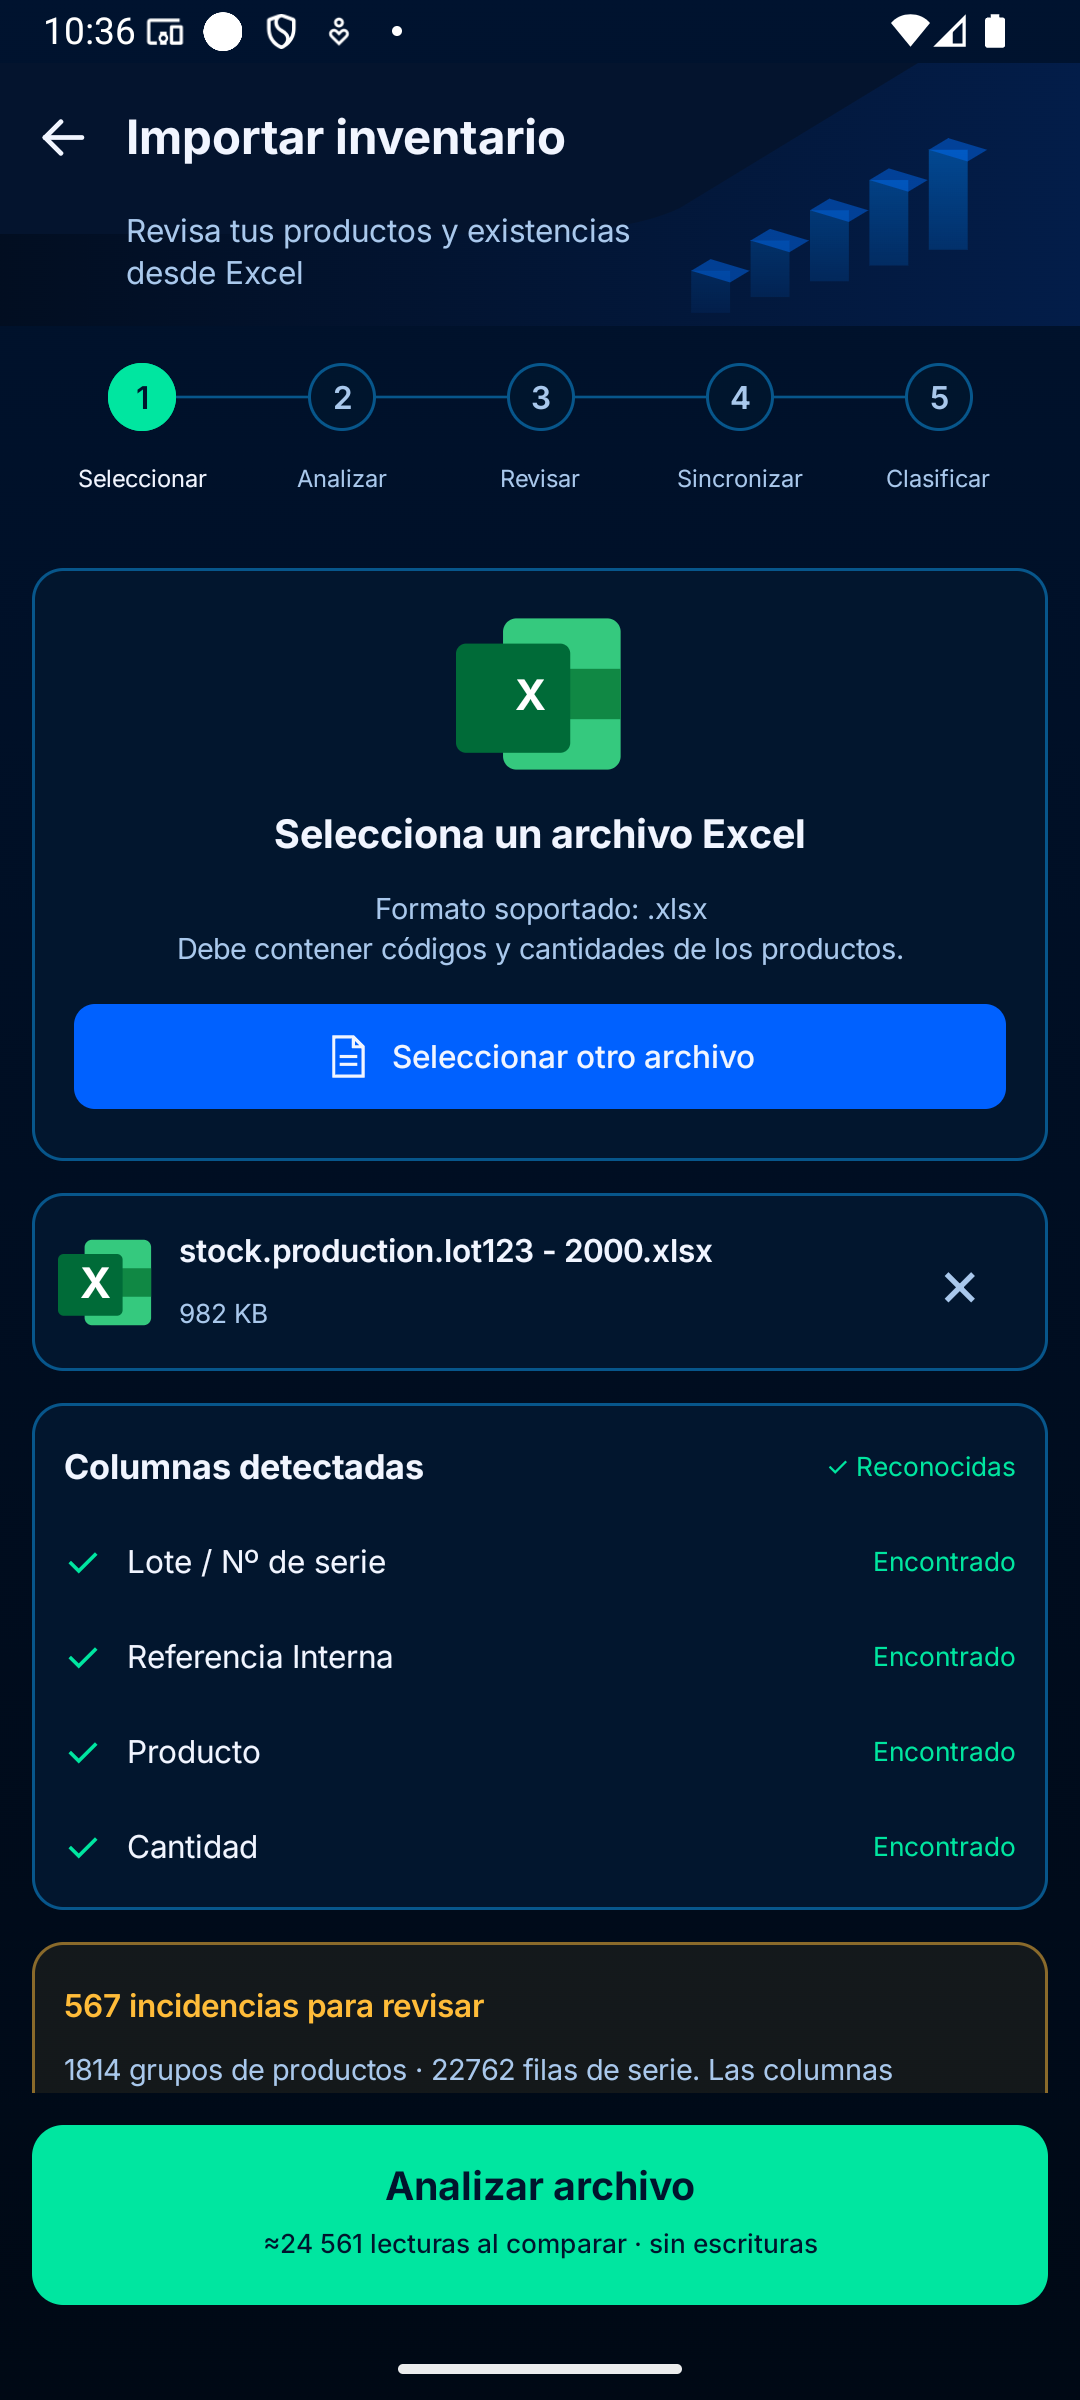 10:36
Importar inventario
Revisa tus productos y existencias
desde Excel
1 2 3 4 5
Seleccionar Analizar Revisar Sincronizar Clasificar
X
Selecciona un archivo Excel
Formato soportado: .xlsx
Debe contener códigos y cantidades de los productos.
Seleccionar otro archivo
X
stock.production.lot123 - 2000.xlsx
982 KB
Columnas detectadas
Reconocidas
Lote / Nº de serie
Encontrado
Referencia Interna
Encontrado
Producto
Encontrado
Cantidad
Encontrado
567 incidencias para revisar
1814 grupos de productos · 22762 filas de serie. Las columnas
Analizar archivo
≈24 561 lecturas al comparar · sin escrituras